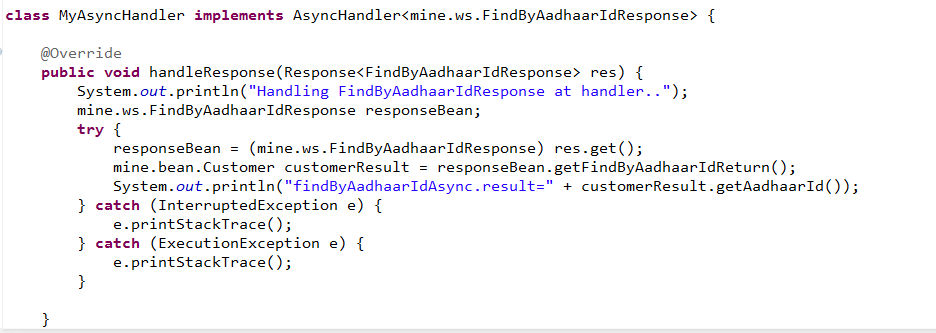 class MyAsyncHandler implements AsyncHandler<mine.ws.FindByAadhaarIdResponse> {
@Override
public void handleResponse(Response<FindByAadhaarIdResponse> res) {
System.out.println("Handling FindByAadhaarIdResponse at handler..");
mine.ws.FindByAadhaarIdResponse responseBean;
try {
responseBean = (mine.ws.FindByAadhaarIdResponse) res.get();
mine.bean.Customer customerResult = responseBean.getFindByAadhaarIdReturn();
System.out.println("findByAadhaarIdAsync.result=" + customerResult.getAadhaarId());
} catch (InterruptedException e) {
e.printStackTrace();
} catch (ExecutionException e) {
e.printStackTrace();
}
}